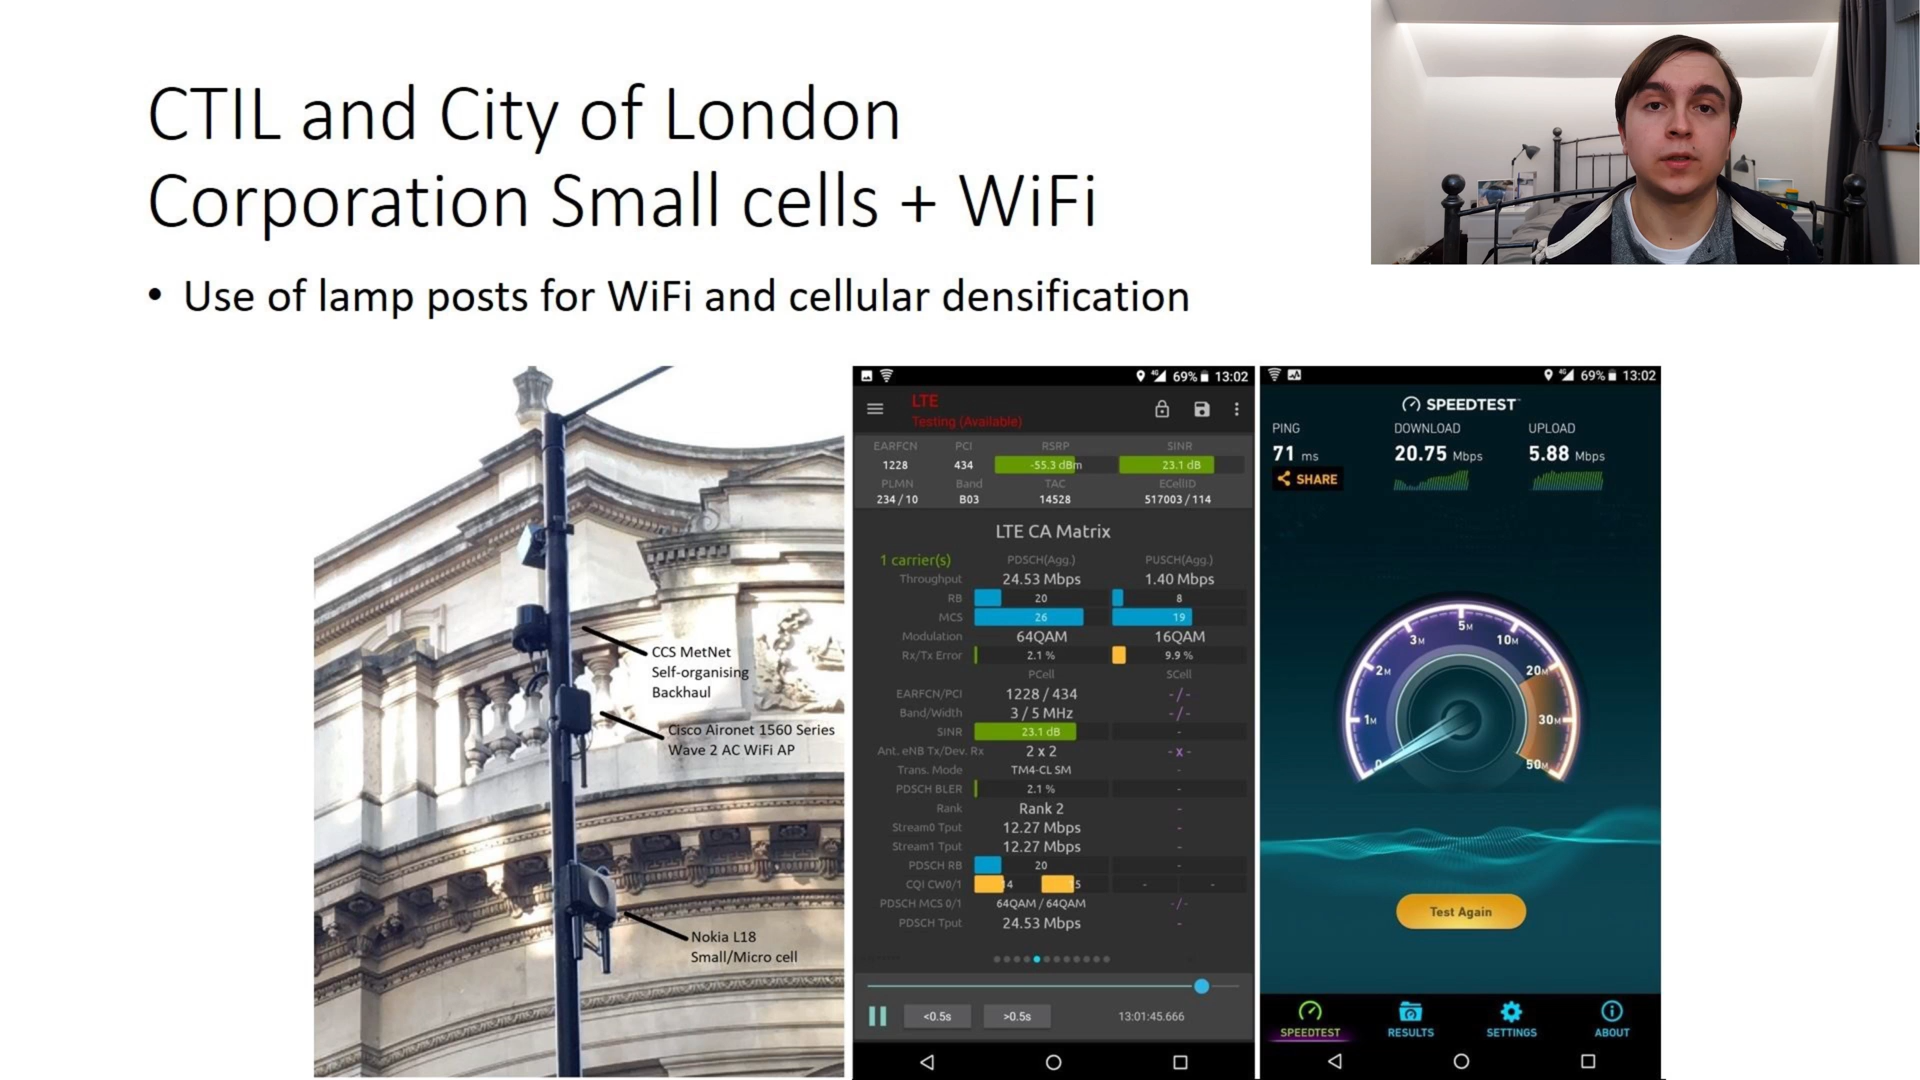 CTIL and City of London
Corporation Small cells + WiFi
• Use of lamp posts for WiFi and cellular densification
CCS MetNet
Self-organising
Backhaul
Cisco Aironet 1560 Series
Wave 2 AC WiFi AP
Nokia L18
Small/Micro cell
4G 69% 13:02
LTE
Testing (Available)
EARFCN PCI RSRP SINR
1228 434 -55.3 dBm 23.1 dB
PLMN Band TAC ECellID
234 / 10 B03 14528 517003 / 114
LTE CA Matrix
1 carrier(s) PDSCH(Agg.) PUSCH(Agg.)
Throughput 24.53 Mbps 1.40 Mbps
RB 20 8
MCS 26 19
Modulation 64QAM 16QAM
Rx/Tx Error 2.1 % 9.9 %
PCell SCell
EARFCN/PCI 1228 / 434 - / -
Band/Width 3 / 5 MHz - / -
SINR 23.1 dB -
Ant. eNB Tx/Dev. Rx 2 x 2 - x -
Trans. Mode TM4-CL SM -
PDSCH BLER 2.1 % -
Rank Rank 2 -
Stream0 Tput 12.27 Mbps -
Stream1 Tput 12.27 Mbps -
PDSCH RB 20 -
CQI CW0/1 14 15 - -
PDSCH MCS 0/1 64QAM / 64QAM - / -
PDSCH Tput 24.53 Mbps -
<0.5s >0.5s 13:01:45.666
4G 69% 13:02
SPEEDTEST
PING DOWNLOAD UPLOAD
71 ms 20.75 Mbps 5.88 Mbps
SHARE
5M
3M 10M
2M 20M
1M 30M
0 50M
Test Again
SPEEDTEST RESULTS SETTINGS ABOUT